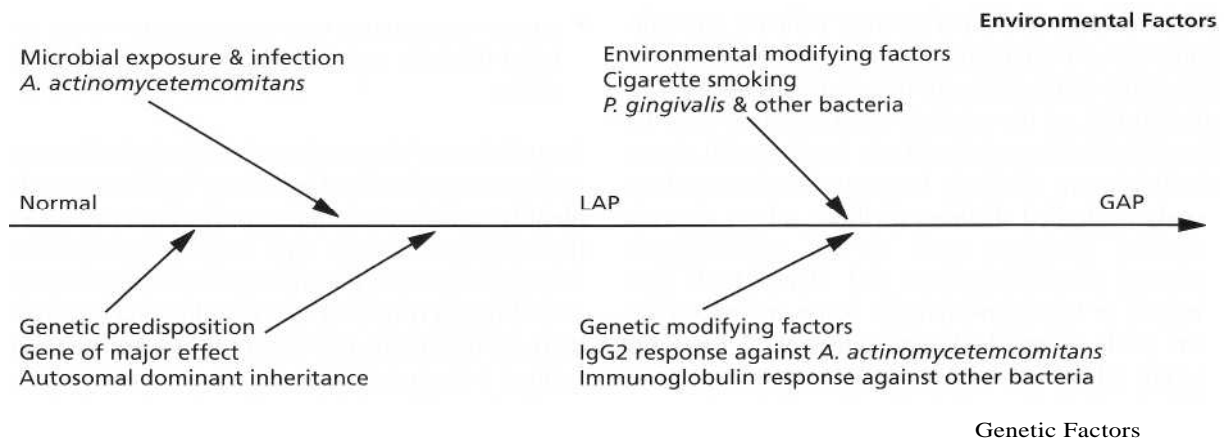 Environmental Factors
Microbial exposure & infection
A. actinomycetemcomitans
Environmental modifying factors
Cigarette smoking
P. gingivalis & other bacteria
Normal
LAP
GAP
Genetic predisposition
Gene of major effect
Autosomal dominant inheritance
Genetic modifying factors
IgG2 response against A. actinomycetemcomitans
Immunoglobulin response against other bacteria
Genetic Factors